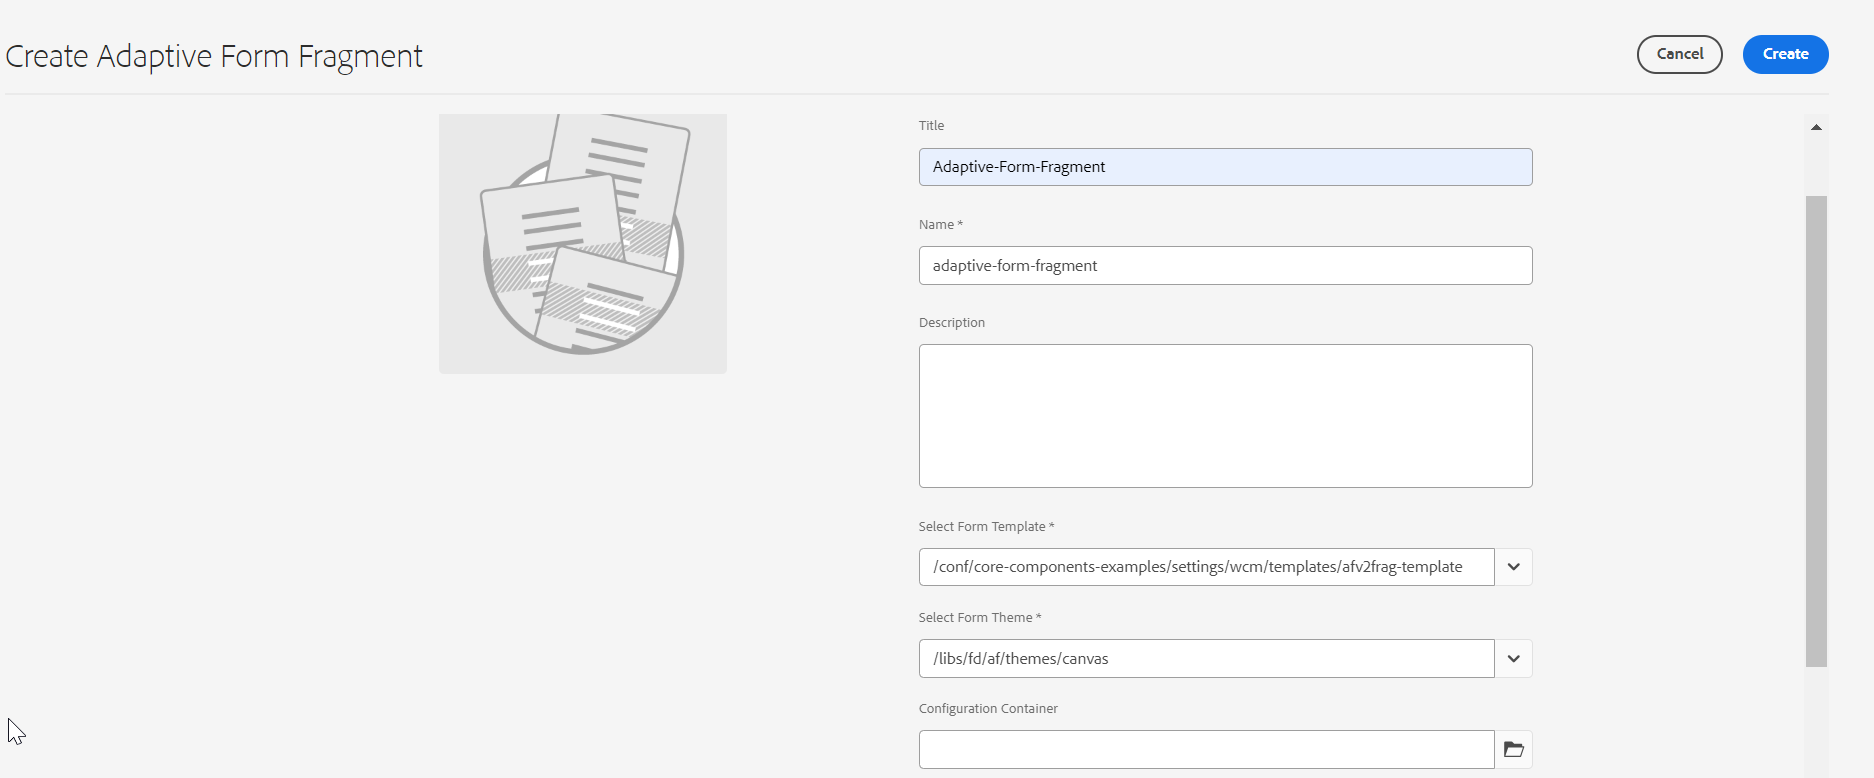 Create Adaptive Form Fragment
Cancel
Create
Title
Adaptive-Form-Fragment
Name *
adaptive-form-fragment
Description
Select Form Template *
/conf/core-components-examples/settings/wcm/templates/afv2frag-template
Select Form Theme *
/libs/fd/af/themes/canvas
Configuration Container